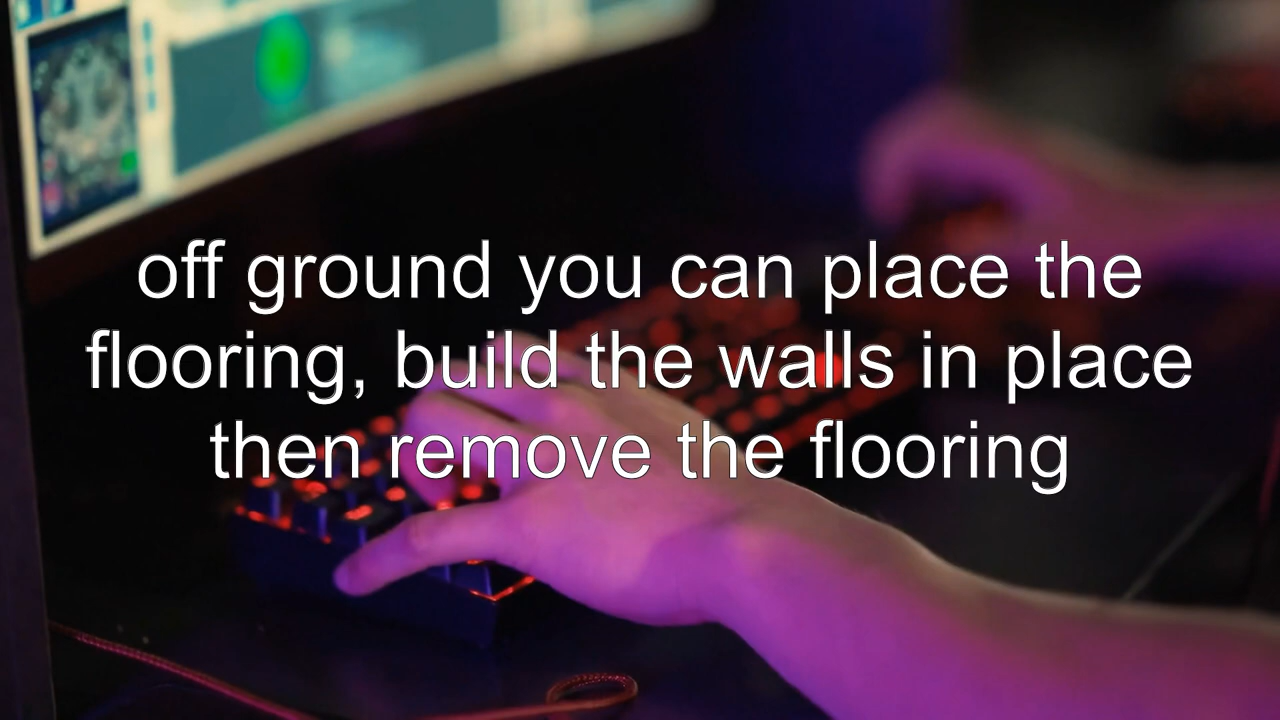 off ground you can place the
flooring, build the walls in place
then remove the flooring